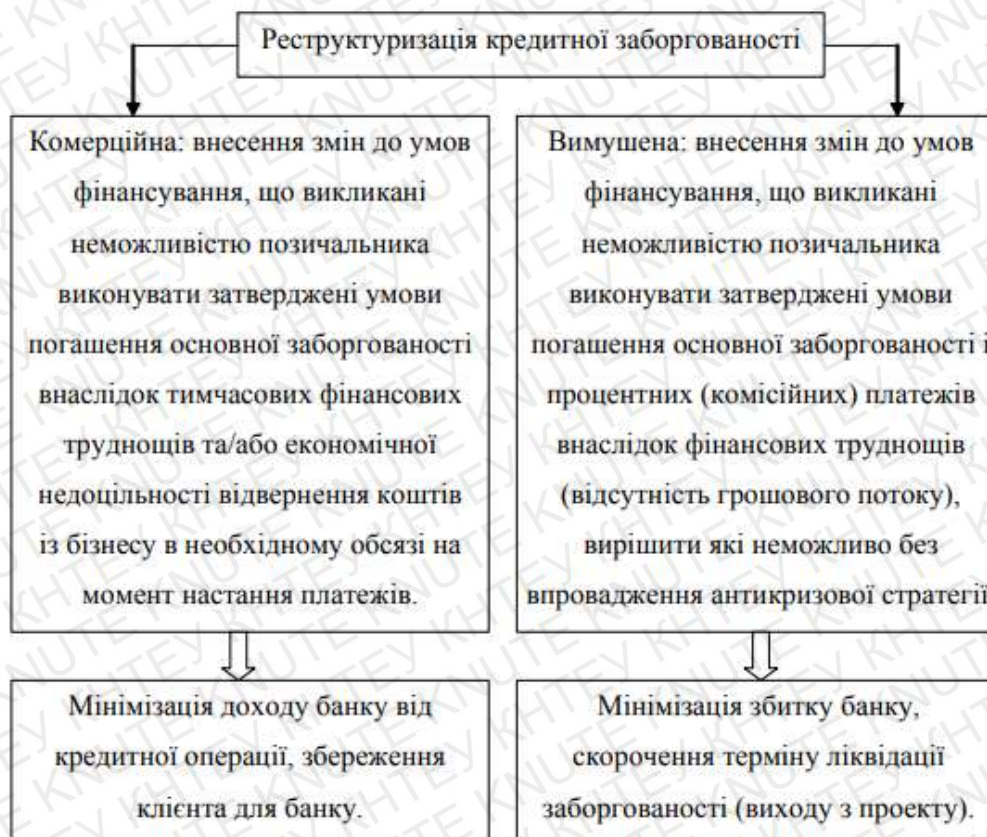 Реструктуризація кредитної заборгованості
Комерційна: внесення змін до умов
фінансування, що викликані
неможливістю позичальника
виконувати затверджені умови
погашення основної заборгованості
внаслідок тимчасових фінансових
труднощів та/або економічної
недоцільності відвернення коштів
із бізнесу в необхідному обсязі на
момент настання платежів.
Вимушена: внесення змін до умов
фінансування, що викликані
неможливістю позичальника
виконувати затверджені умови
погашення основної заборгованості і
процентних (комісійних) платежів
внаслідок фінансових труднощів
(відсутність грошового потоку),
вирішити які неможливо без
впровадження антикризової стратегії
Мінімізація доходу банку від
кредитної операції, збереження
клієнта для банку.
Мінімізація збитку банку,
скорочення терміну ліквідації
заборгованості (виходу з проекту).